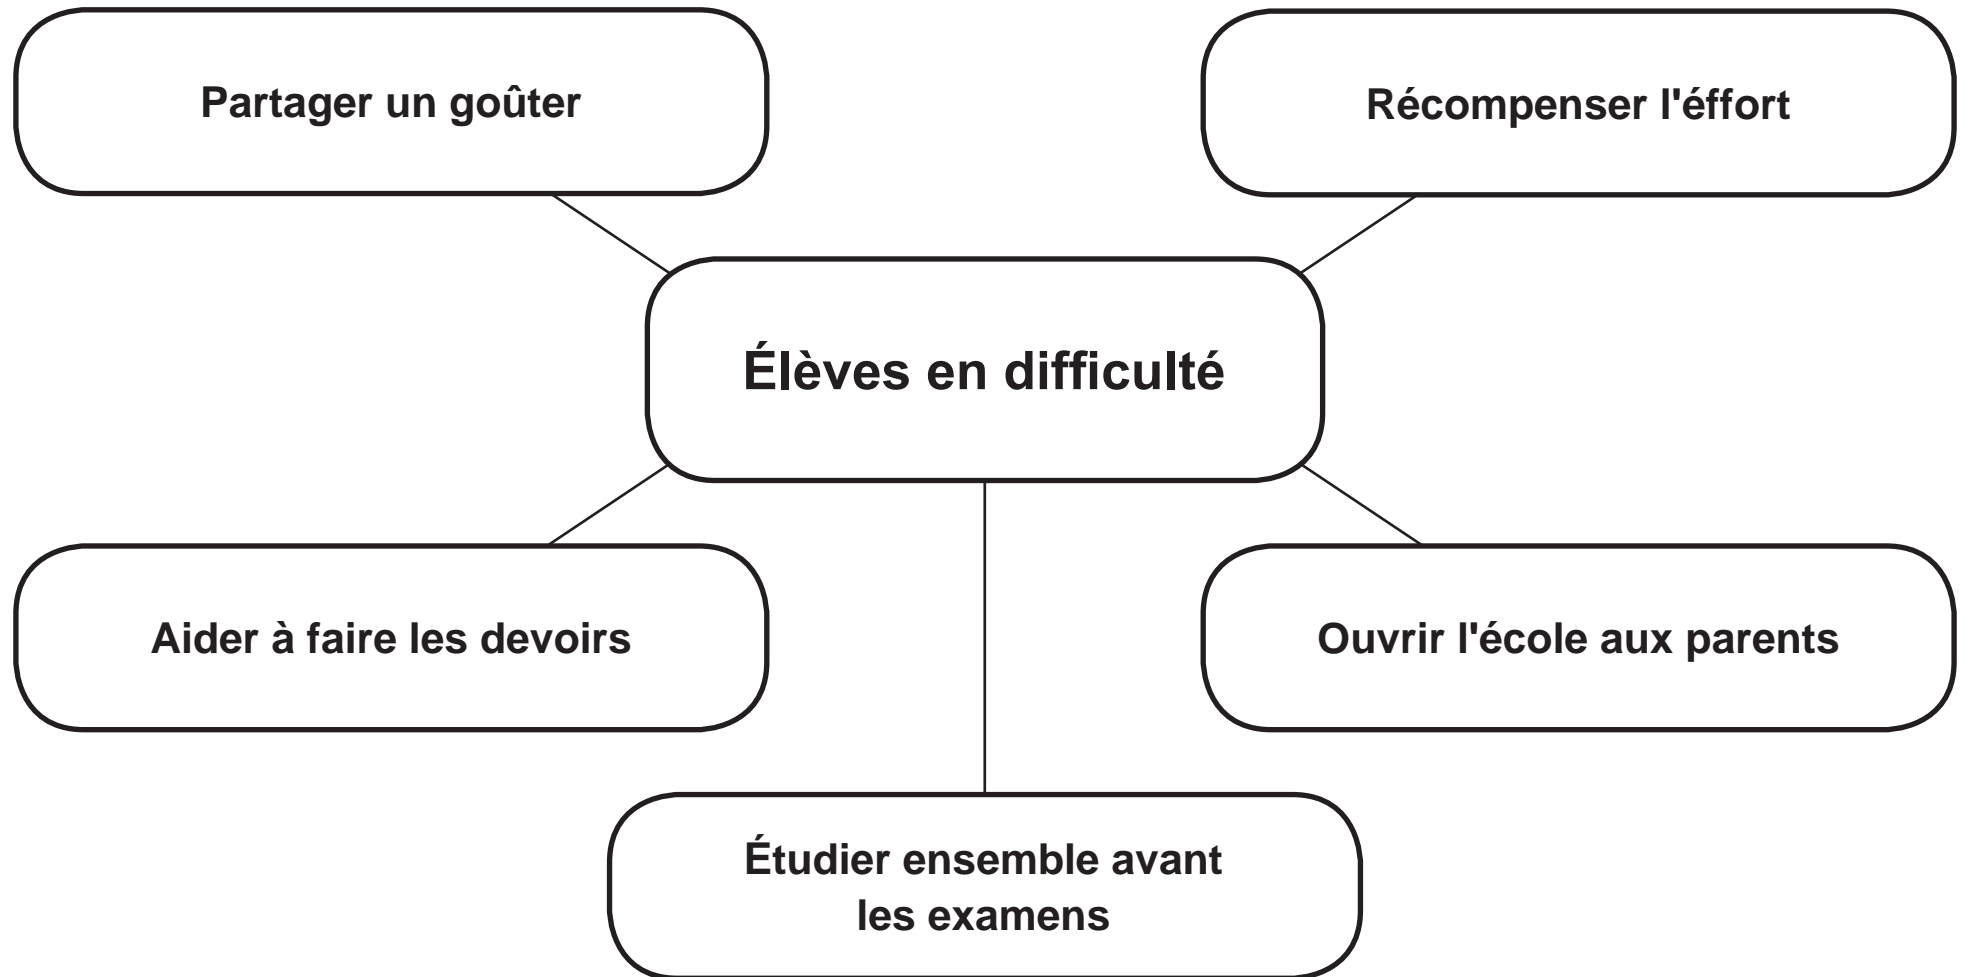 Partager un goûter
Récompenser l'éffort
Élèves en difficulté
Aider à faire les devoirs
Ouvrir l'école aux parents
Étudier ensemble avant
les examens